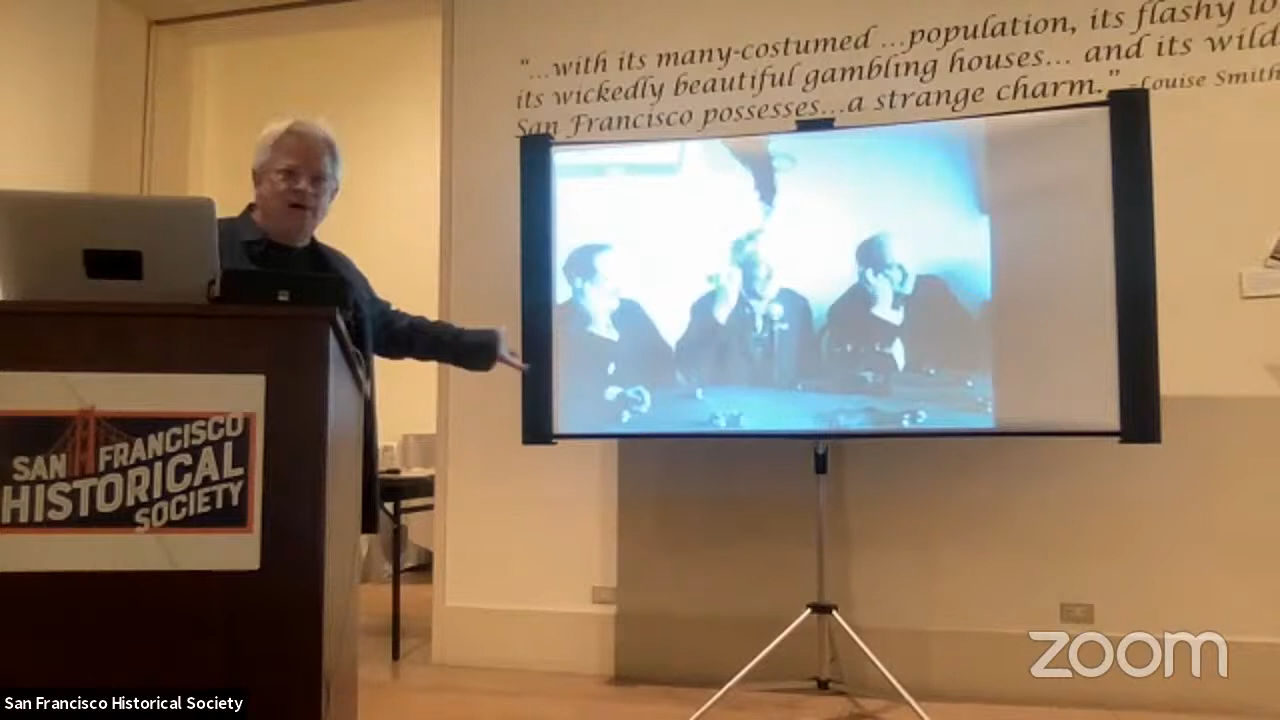 "...with its many-costumed ...population, its flashy
its wickedly beautiful gambling houses... and its wild
San Francisco possesses...a strange charm." -Louise Smith
SAN FRANCISCO
HISTORICAL
SOCIETY
zoom
San Francisco Historical Society